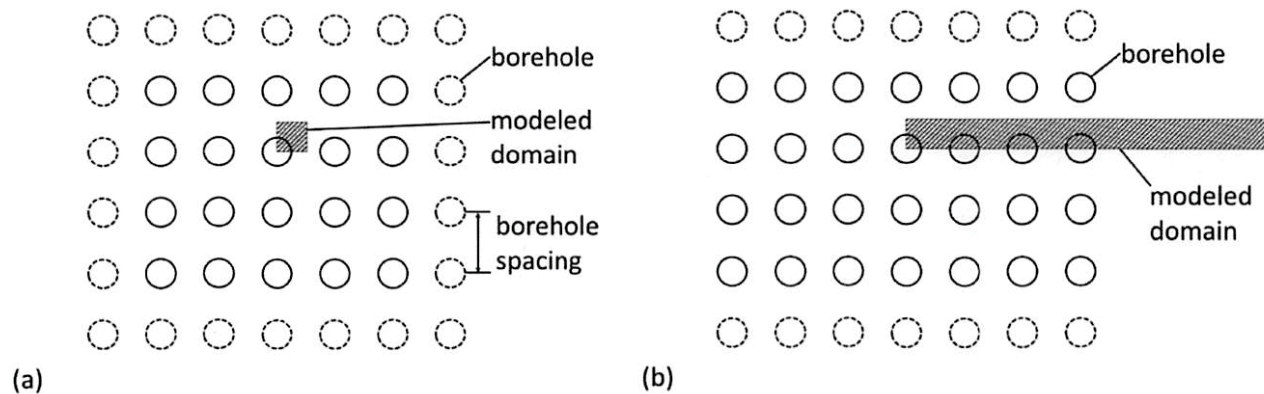 borehole
modeled
domain
borehole
spacing
(a)
borehole
modeled
domain
(b)